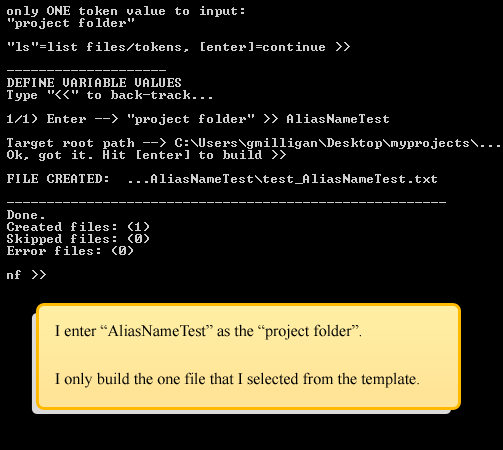 only ONE token value to input:
"project folder"
"ls"=list files/tokens, [enter]=continue >>
--------------------
DEFINE VARIABLE VALUES
Type "<<" to back-track...
1/1) Enter --> "project folder" >> AliasNameTest
Target root path --> C:\Users\gmilligan\Desktop\myprojects\...
Ok, got it. Hit [enter] to build >>
FILE CREATED:  ...AliasNameTest\test_AliasNameTest.txt
-------------------------------------------------------
Done.
Created files: (1)
Skipped files: (0)
Error files: (0)
nf >>
I enter “AliasNameTest” as the “project folder”.
I only build the one file that I selected from the template.